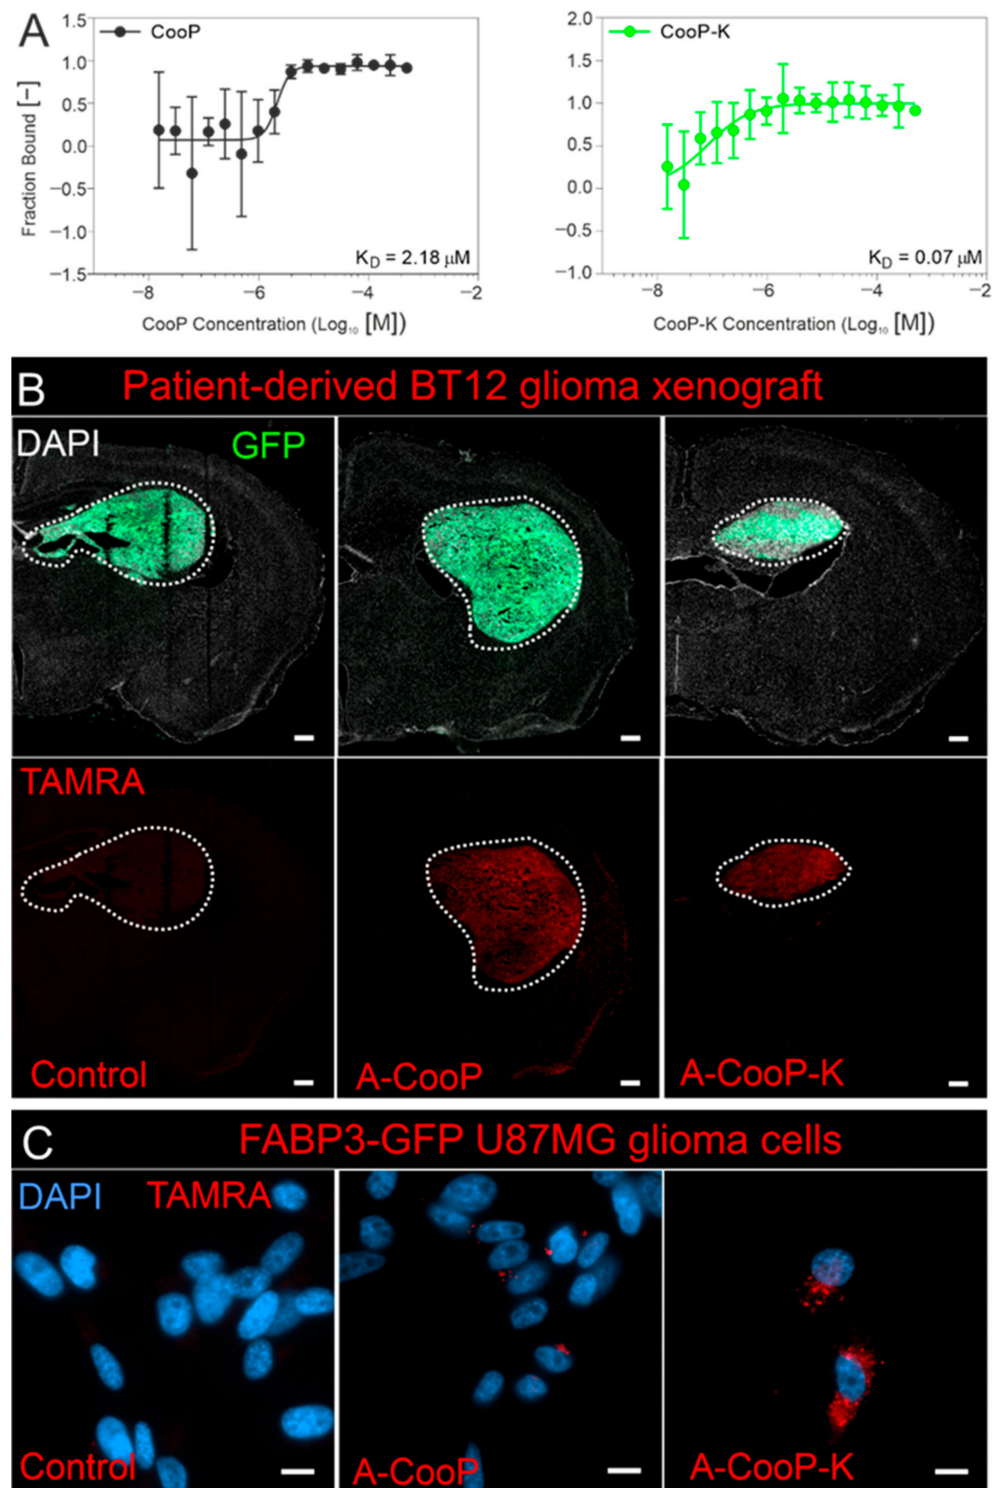 A
CooP
1.5
1.0
0.5
0.0
−0.5
−1.0
−1.5
Fraction Bound [-]
K_D = 2.18 µM
−8 −6 −4 −2
CooP Concentration (Log₁₀ [M])
CooP-K
2.0
1.5
1.0
0.5
0.0
−0.5
−1.0
K_D = 0.07 µM
−8 −6 −4 −2
CooP-K Concentration (Log₁₀ [M])
B Patient-derived BT12 glioma xenograft
DAPI GFP
TAMRA
Control A-CooP A-CooP-K
C FABP3-GFP U87MG glioma cells
DAPI TAMRA
Control A-CooP A-CooP-K